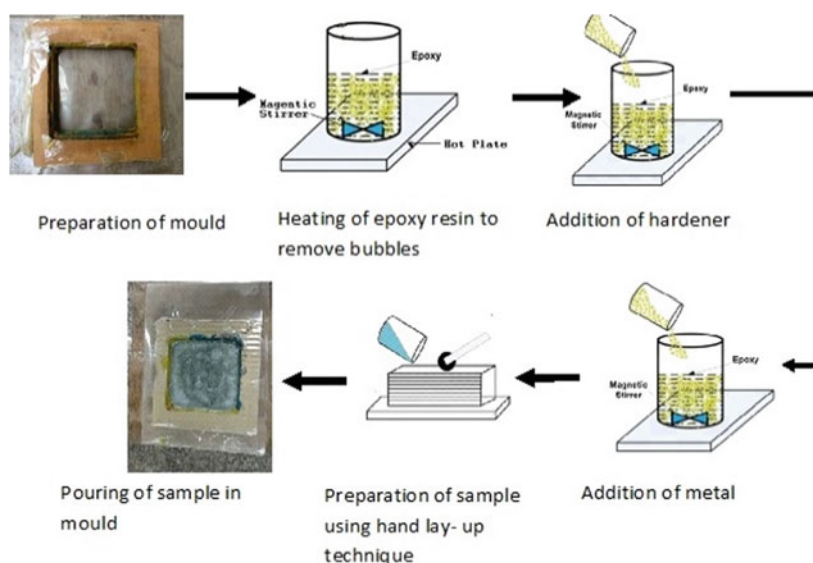 Epoxy
Magentic
Stirrer
Hot Plate
Epoxy
Magnetic
Stirrer
Preparation of mould
Heating of epoxy resin to
remove bubbles
Addition of hardener
Epoxy
Magnetic
Stirrer
Pouring of sample in
mould
Preparation of sample
using hand lay- up
technique
Addition of metal